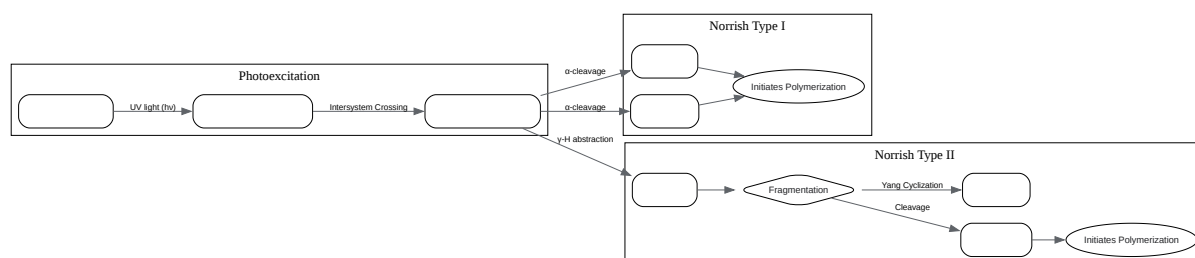 Norrish Type I
Photoexcitation
α-cleavage
UV light (hν)
Intersystem Crossing
α-cleavage
Initiates Polymerization
γ-H abstraction
Norrish Type II
Fragmentation
Yang Cyclization
Cleavage
Initiates Polymerization